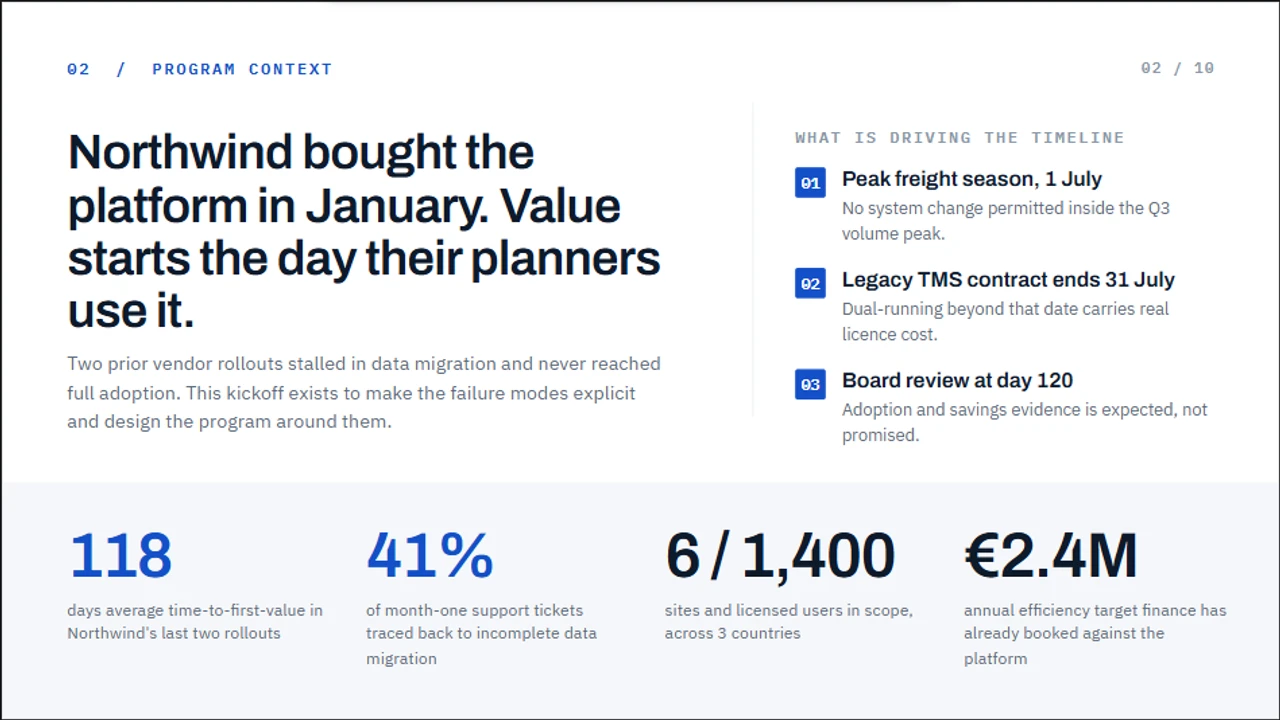 02 / PROGRAM CONTEXT
02 / 10
Northwind bought the
platform in January. Value
starts the day their planners
use it.
Two prior vendor rollouts stalled in data migration and never reached
full adoption. This kickoff exists to make the failure modes explicit
and design the program around them.
WHAT IS DRIVING THE TIMELINE
01
Peak freight season, 1 July
No system change permitted inside the Q3
volume peak.
02
Legacy TMS contract ends 31 July
Dual-running beyond that date carries real
licence cost.
03
Board review at day 120
Adoption and savings evidence is expected, not
promised.
118
days average time-to-first-value in
Northwind's last two rollouts
41%
of month-one support tickets
traced back to incomplete data
migration
6 / 1,400
sites and licensed users in scope,
across 3 countries
€2.4M
annual efficiency target finance has
already booked against the
platform